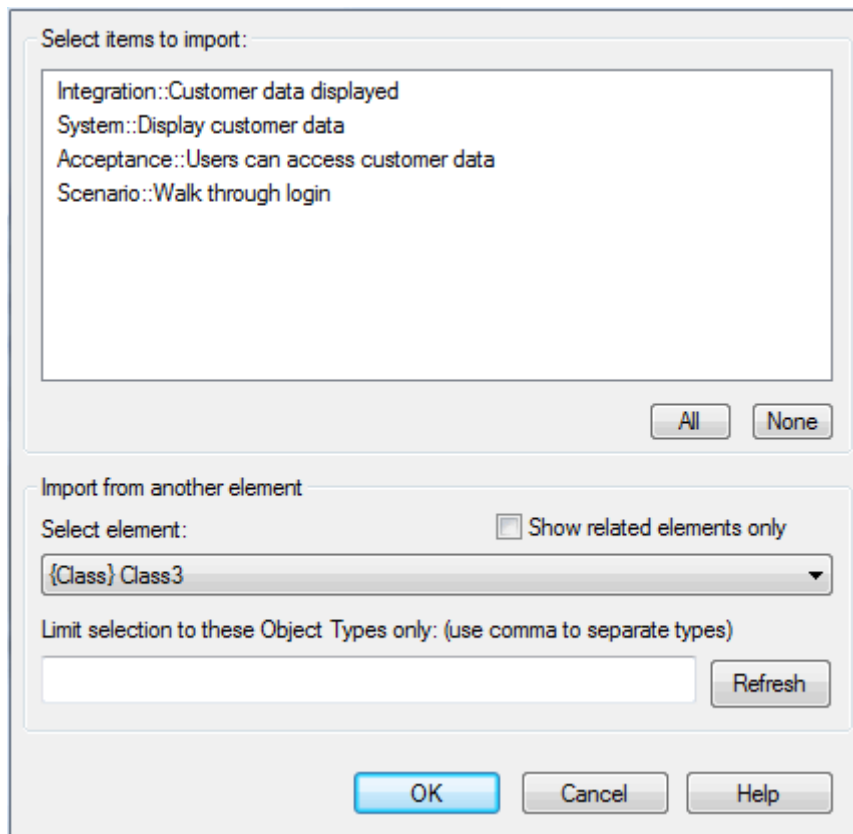 Select items to import:
Integration::Customer data displayed
System::Display customer data
Acceptance::Users can access customer data
Scenario::Walk through login
All None
Import from another element
Select element: Show related elements only
{Class} Class3
Limit selection to these Object Types only: (use comma to separate types)
Refresh
OK Cancel Help